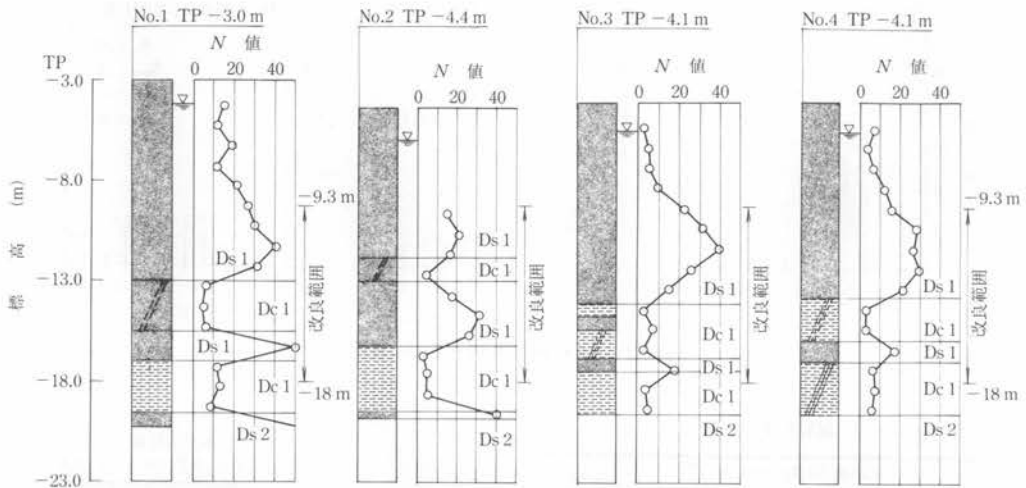 No.1 TP −3.0 m
No.2 TP −4.4 m
No.3 TP −4.1 m
No.4 TP −4.1 m
TP
標高 (m)
−3.0
−8.0
−13.0
−18.0
−23.0
N 値
0 20 40
Ds 1
Dc 1
Ds 1
Dc 1
Ds 2
−9.3 m
改良範囲
−18 m
N 値
0 20 40
Ds 1
Dc 1
Ds 1
Dc 1
Ds 2
改良範囲
N 値
0 20 40
Ds 1
Dc 1
Ds 1
Dc 1
Ds 2
改良範囲
−9.3 m
−18 m
N 値
0 20 40
Ds 1
Dc 1
Ds 1
Dc 1
Ds 2
改良範囲